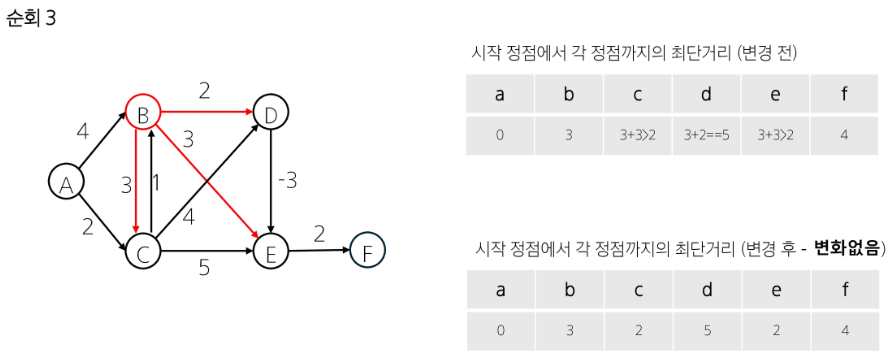 순회 3
시작 정점에서 각 정점까지의 최단거리 (변경 전)
a b c d e f
0 3 3+3>2 3+2==5 3+3>2 4
시작 정점에서 각 정점까지의 최단거리 (변경 후 - 변화없음)
a b c d e f
0 3 2 5 2 4
B 2 D
4 3
A 3 1 -3
2 4
C 5 E 2 F